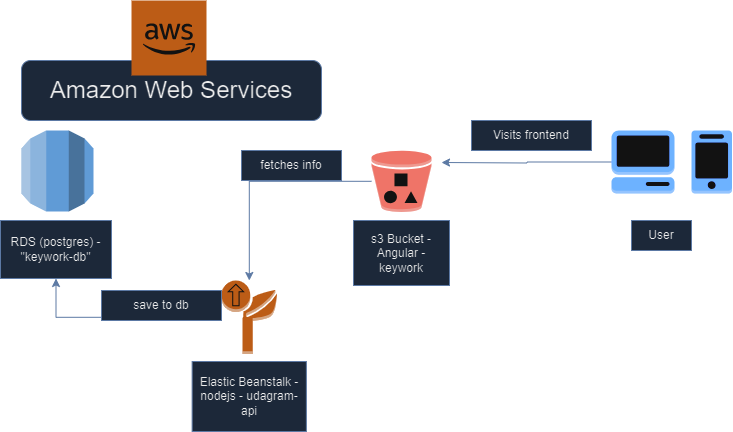 aws
Amazon Web Services
Visits frontend
fetches info
RDS (postgres) -
"keywork-db"
s3 Bucket -
Angular -
keywork
User
save to db
Elastic Beanstalk -
nodejs - udagram-
api